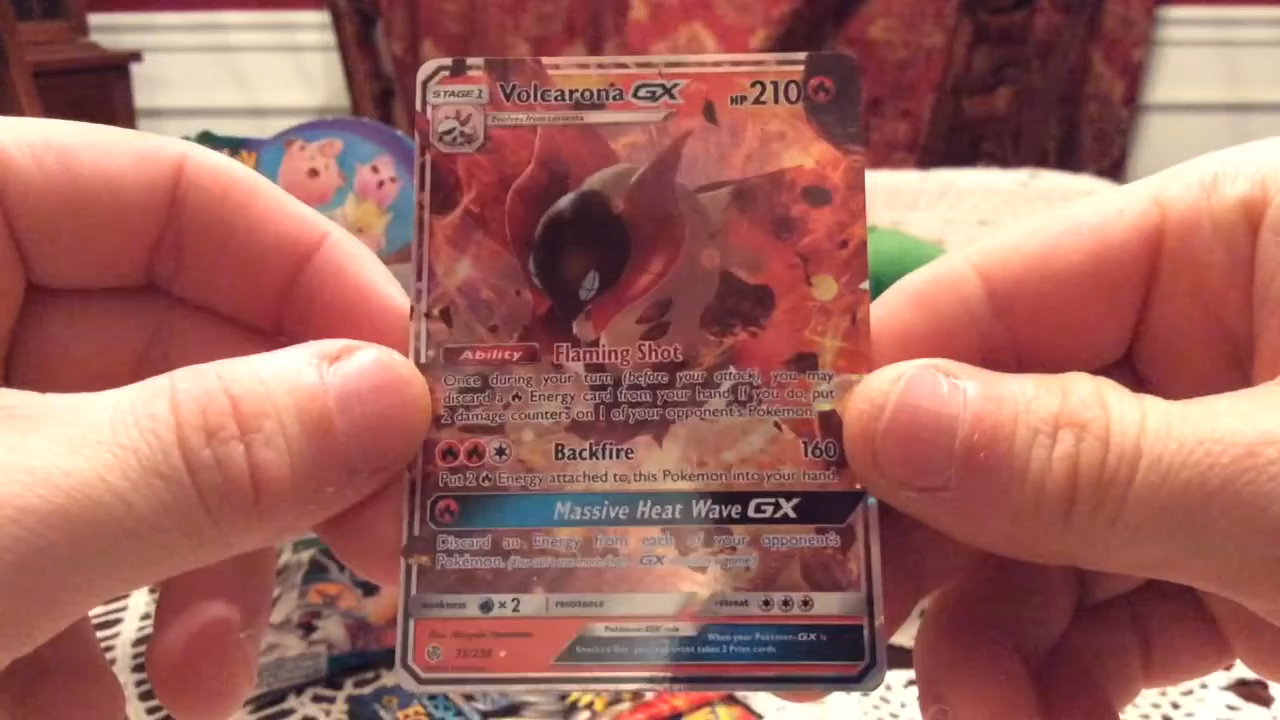 STAGE 1 Volcarona GX HP 210
Evolves from Larvesta
Ability Flaming Shot
Once during your turn (before your attack), you may
discard a Energy card from your hand. If you do, put
2 damage counters on 1 of your opponent's Pokémon.
Backfire 160
Put 2 Energy attached to this Pokémon into your hand.
Massive Heat Wave GX
Discard an Energy from each of your opponent's
Pokémon. GX
weakness ×2 resistance retreat
Pokémon-GX rule
When your Pokémon-GX is
Knocked Out, your opponent takes 2 Prize cards.